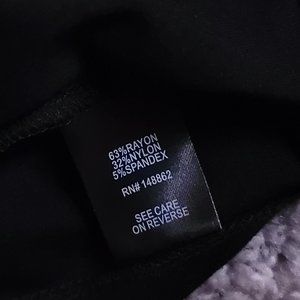 63%RAYON
32%NYLON
5%SPANDEX
RN# 148862
SEE CARE
ON REVERSE